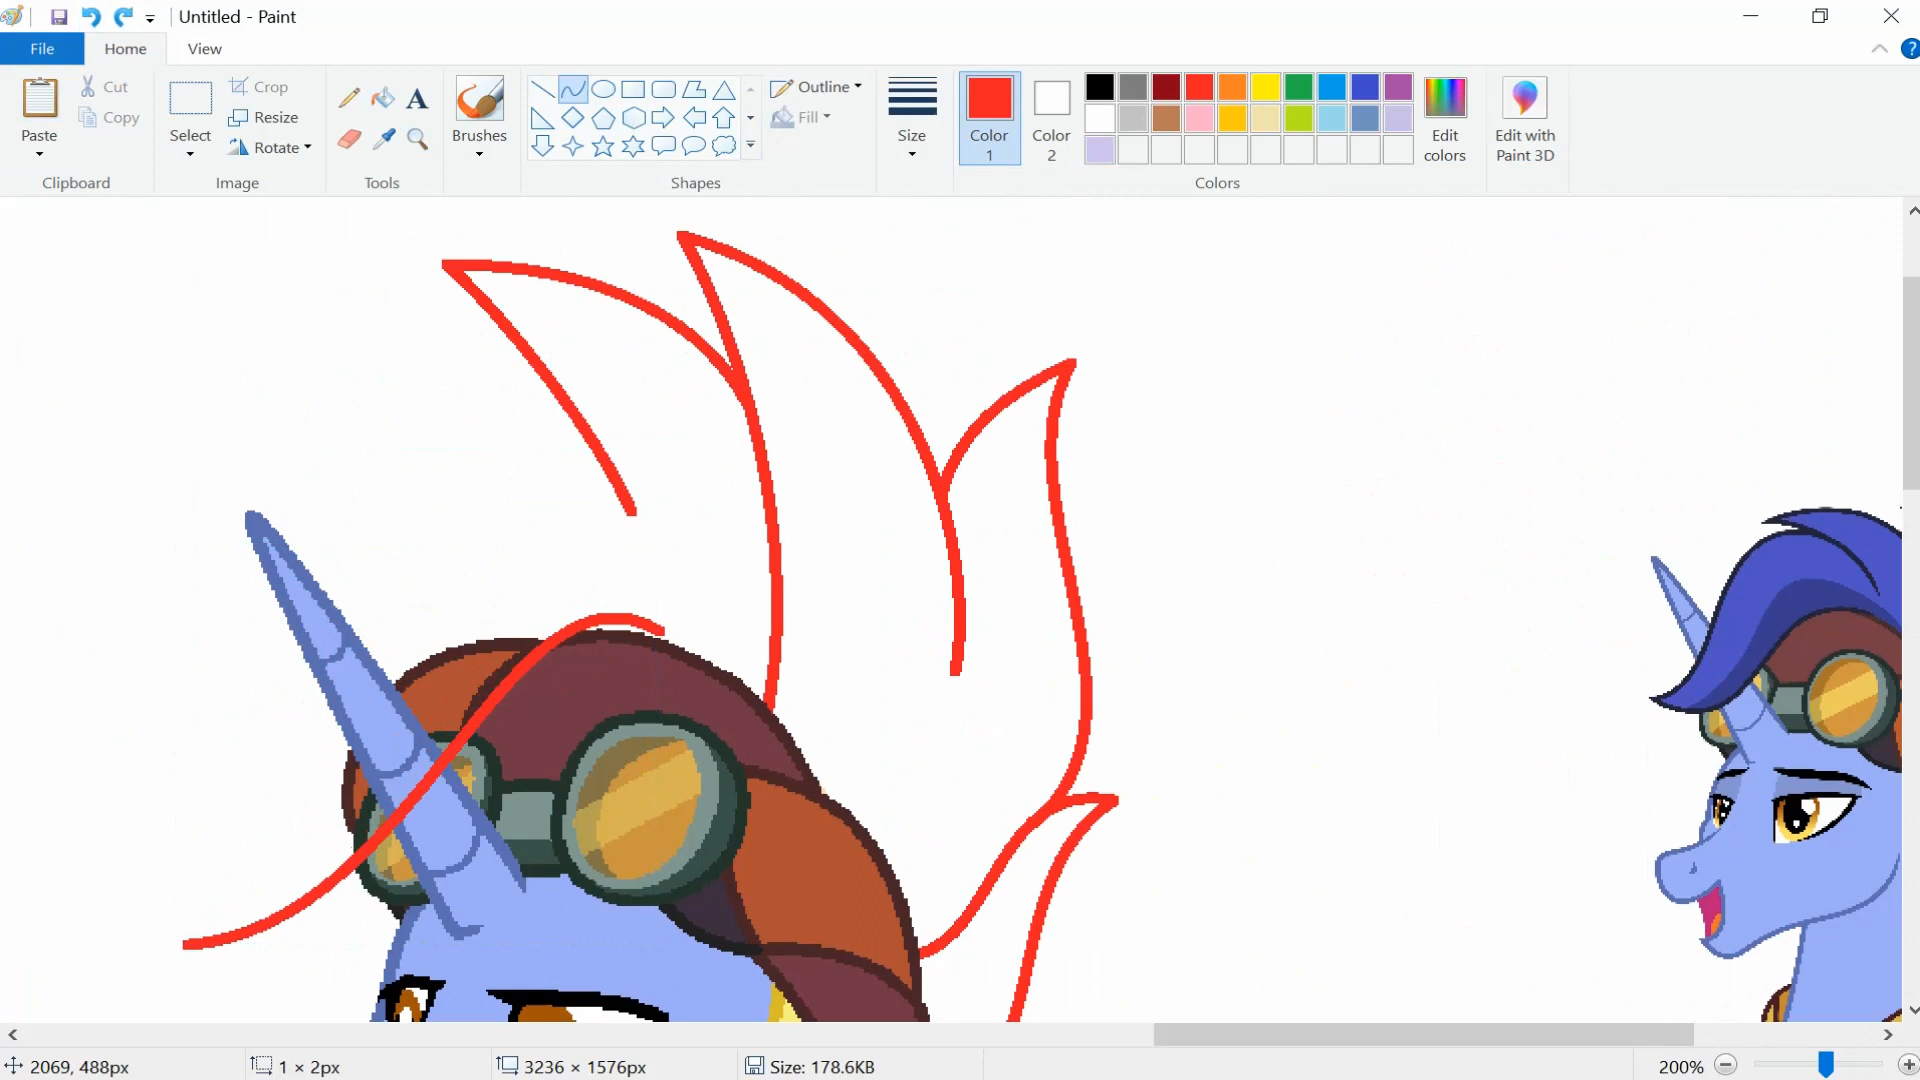 Untitled - Paint
File Home View
Paste
Cut
Copy
Clipboard
Select
Crop
Resize
Rotate
Image
A
Tools
Brushes
Outline
Fill
Shapes
Size
Color
1
Color
2
Edit
colors
Colors
Edit with
Paint 3D
?
2069, 488px
1 × 2px
3236 × 1576px
Size: 178.6KB
200%